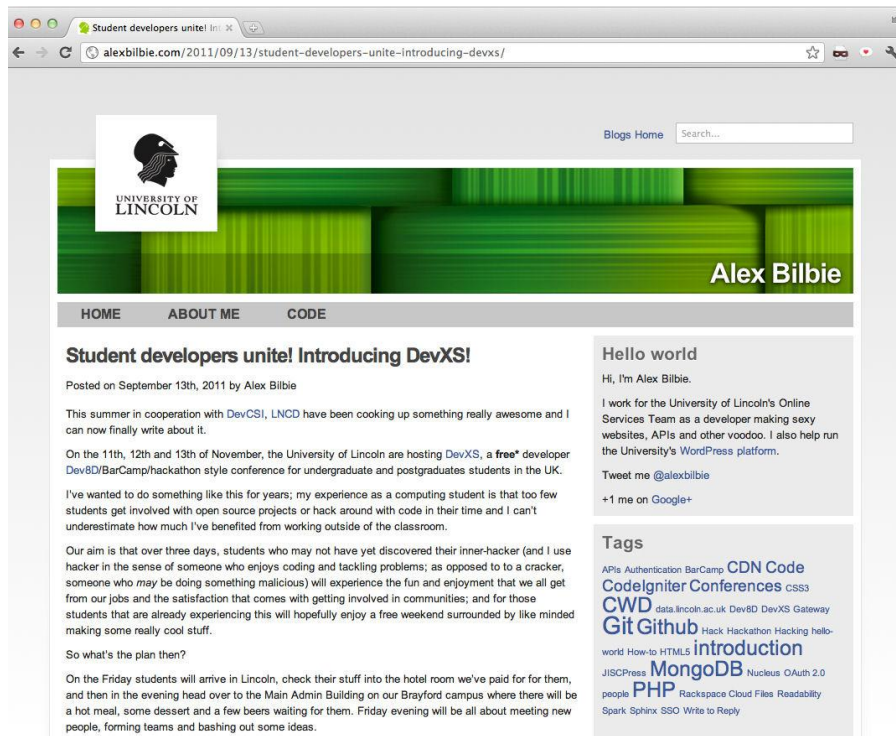 Student developers unite! Int
alexbilbie.com/2011/09/13/student-developers-unite-introducing-devxs/
Blogs Home
Search...
UNIVERSITY OF
LINCOLN
Alex Bilbie
HOME ABOUT ME CODE
Student developers unite! Introducing DevXS!
Posted on September 13th, 2011 by Alex Bilbie
This summer in cooperation with DevCSI, LNCD have been cooking up something really awesome and I
can now finally write about it.
On the 11th, 12th and 13th of November, the University of Lincoln are hosting DevXS, a free* developer
Dev8D/BarCamp/hackathon style conference for undergraduate and postgraduates students in the UK.
I've wanted to do something like this for years; my experience as a computing student is that too few
students get involved with open source projects or hack around with code in their time and I can't
underestimate how much I've benefited from working outside of the classroom.
Our aim is that over three days, students who may not have yet discovered their inner-hacker (and I use
hacker in the sense of someone who enjoys coding and tackling problems; as opposed to to a cracker,
someone who may be doing something malicious) will experience the fun and enjoyment that we all get
from our jobs and the satisfaction that comes with getting involved in communities; and for those
students that are already experiencing this will hopefully enjoy a free weekend surrounded by like minded
making some really cool stuff.
So what's the plan then?
On the Friday students will arrive in Lincoln, check their stuff into the hotel room we've paid for for them,
and then in the evening head over to the Main Admin Building on our Brayford campus where there will be
a hot meal, some dessert and a few beers waiting for them. Friday evening will be all about meeting new
people, forming teams and bashing out some ideas.
Hello world
Hi, I'm Alex Bilbie.
I work for the University of Lincoln's Online
Services Team as a developer making sexy
websites, APIs and other voodoo. I also help run
the University's WordPress platform.
Tweet me @alexbilbie
+1 me on Google+
Tags
APIs Authentication BarCamp CDN Code
CodeIgniter Conferences CSS3
CWD data.lincoln.ac.uk Dev8D DevXS Gateway
Git Github Hack Hackathon Hacking hello-
world How-to HTML5 introduction
JISCPress MongoDB Nucleus OAuth 2.0
people PHP Rackspace Cloud Files Readability
Spark Sphinx SSO Write to Reply